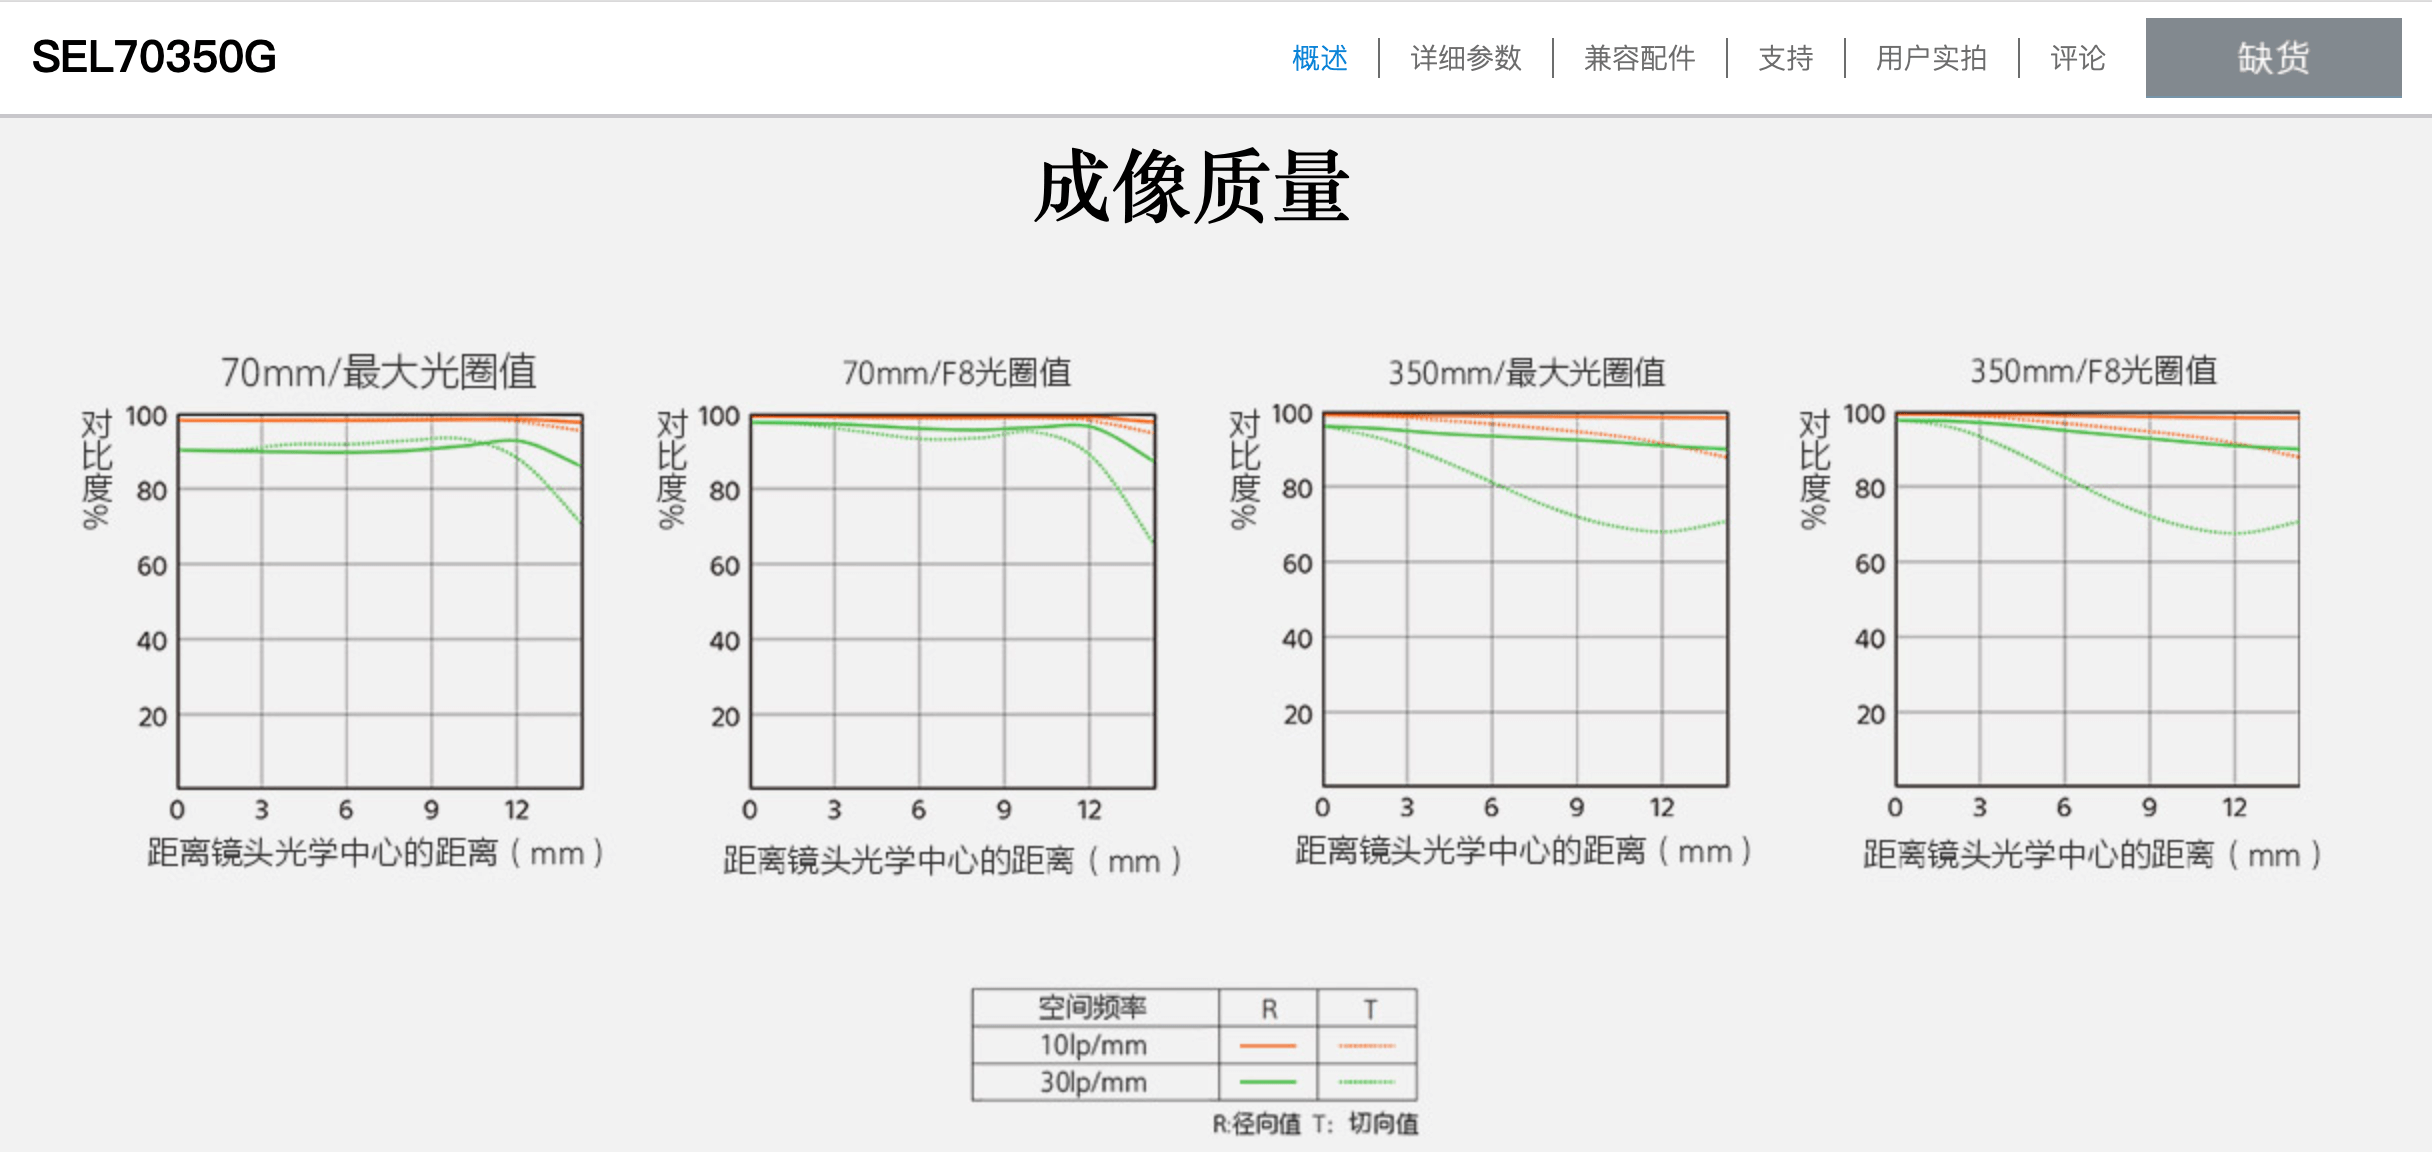 SEL70350G
概述
详细参数
兼容配件
支持
用户实拍
评论
缺货
成像质量
70mm/最大光圈值
对比度%
100
80
60
40
20
0 3 6 9 12
距离镜头光学中心的距离（mm）
70mm/F8光圈值
对比度%
100
80
60
40
20
0 3 6 9 12
距离镜头光学中心的距离（mm）
350mm/最大光圈值
对比度%
100
80
60
40
20
0 3 6 9 12
距离镜头光学中心的距离（mm）
350mm/F8光圈值
对比度%
100
80
60
40
20
0 3 6 9 12
距离镜头光学中心的距离（mm）
空间频率 R T
10lp/mm
30lp/mm
R:径向值 T: 切向值